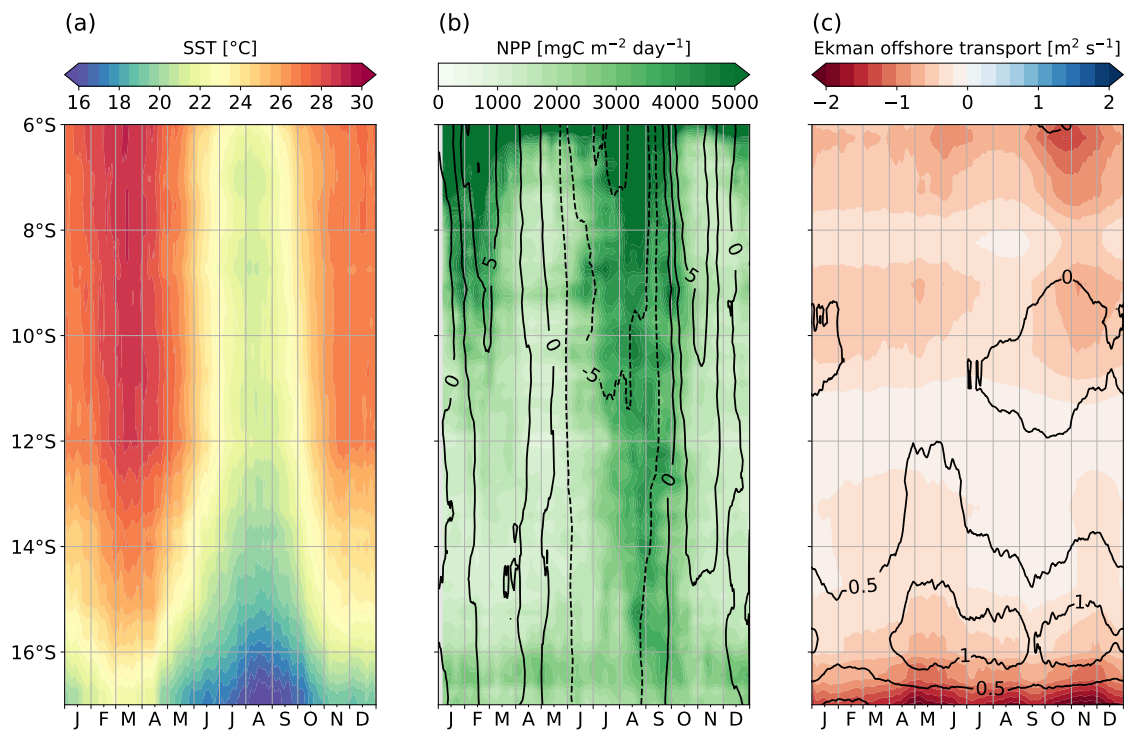 (a)
(b)
(c)
SST [°C]
NPP [mgC m⁻² day⁻¹]
Ekman offshore transport [m² s⁻¹]
16 18 20 22 24 26 28 30
0 1000 2000 3000 4000 5000
−2 −1 0 1 2
6°S
8°S
10°S
12°S
14°S
16°S
5
5
0
0
0
-5
0
0
0.5
1
1
0.5
J F M A M J J A S O N D
J F M A M J J A S O N D
J F M A M J J A S O N D